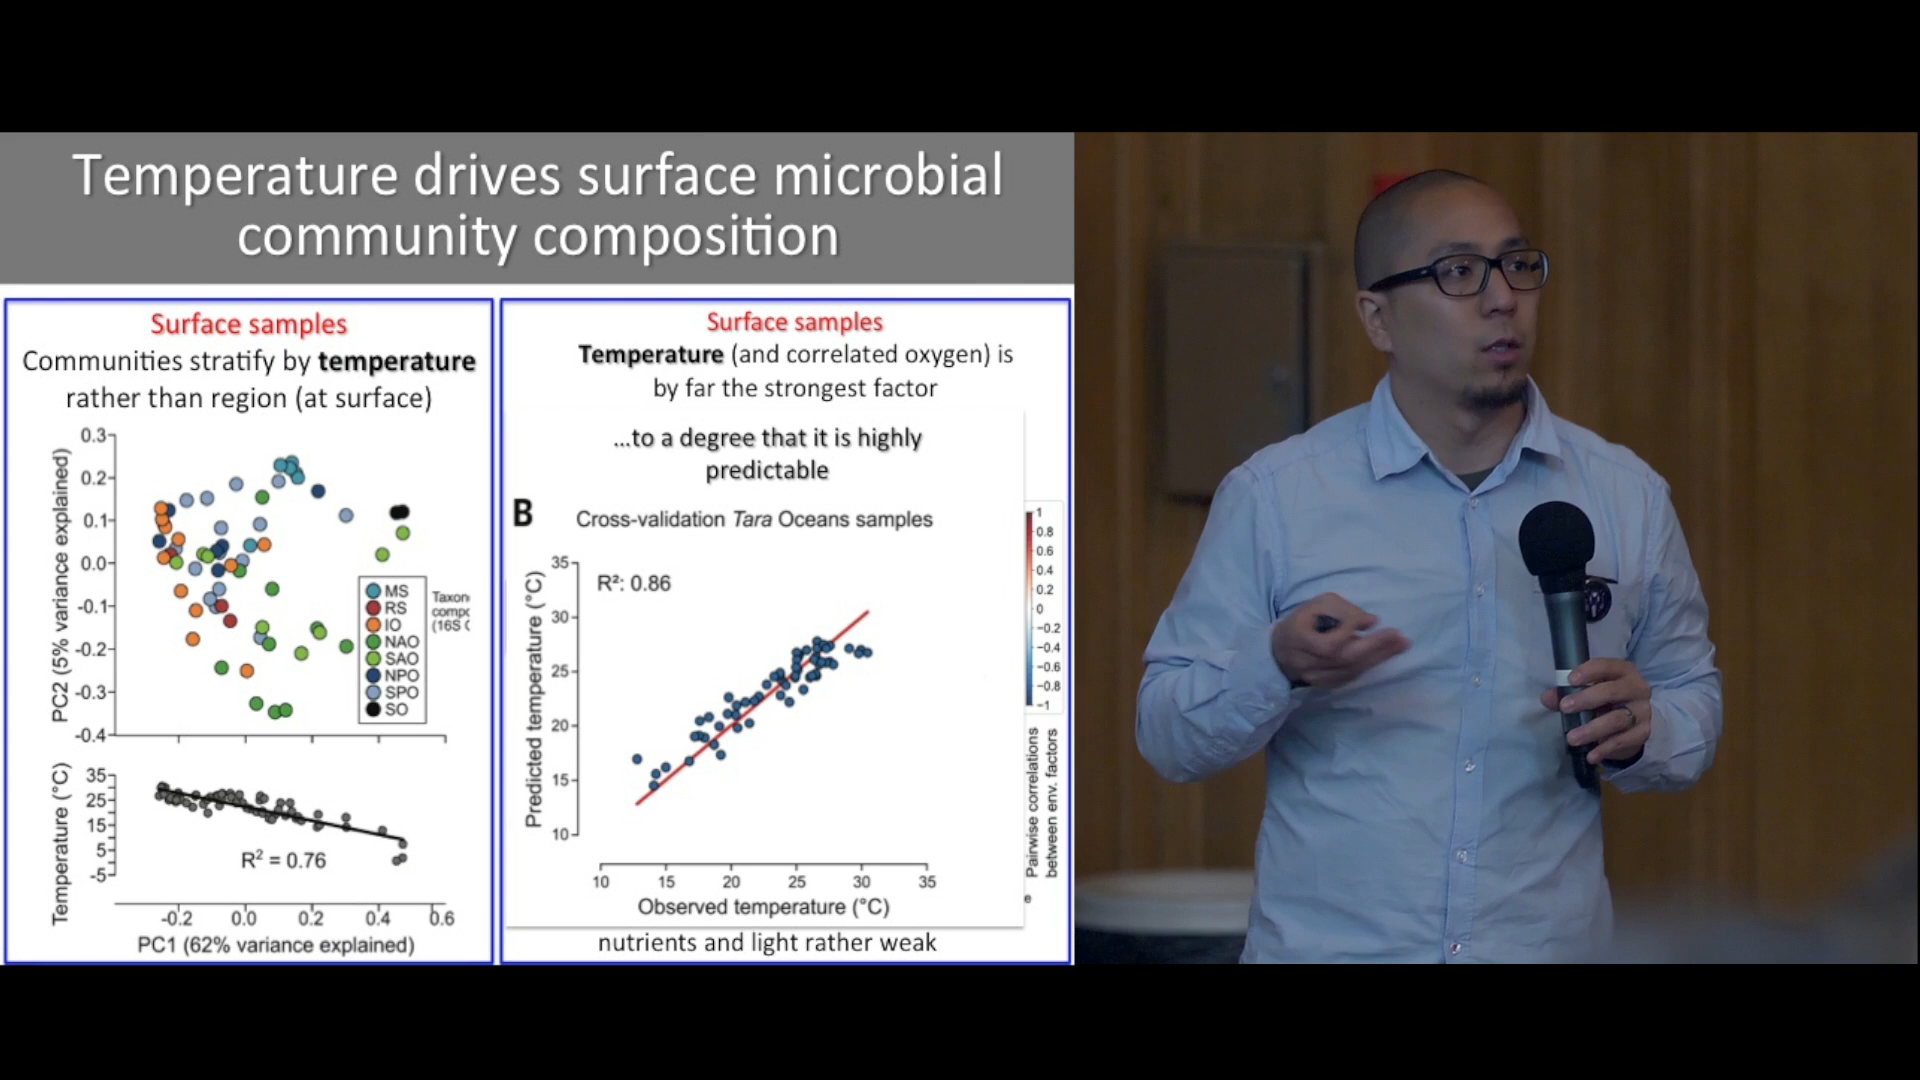 Temperature drives surface microbial
community composition
Surface samples
Communities stratify by temperature
rather than region (at surface)
0.3
0.2
0.1
0.0
-0.1
-0.2
-0.3
-0.4
PC2 (5% variance explained)
MS
RS
IO
NAO
SAO
NPO
SPO
SO
Taxon
comp
(16S
35
25
15
5
-5
Temperature (°C)
R² = 0.76
-0.2 0.0 0.2 0.4 0.6
PC1 (62% variance explained)
Surface samples
Temperature (and correlated oxygen) is
by far the strongest factor
...to a degree that it is highly
predictable
B
Cross-validation Tara Oceans samples
R²: 0.86
35
30
25
20
15
10
Predicted temperature (°C)
10 15 20 25 30 35
Observed temperature (°C)
1
0.8
0.6
0.4
0.2
0
−0.2
−0.4
−0.6
−0.8
−1
Pairwise correlations
between env. factors
e
nutrients and light rather weak